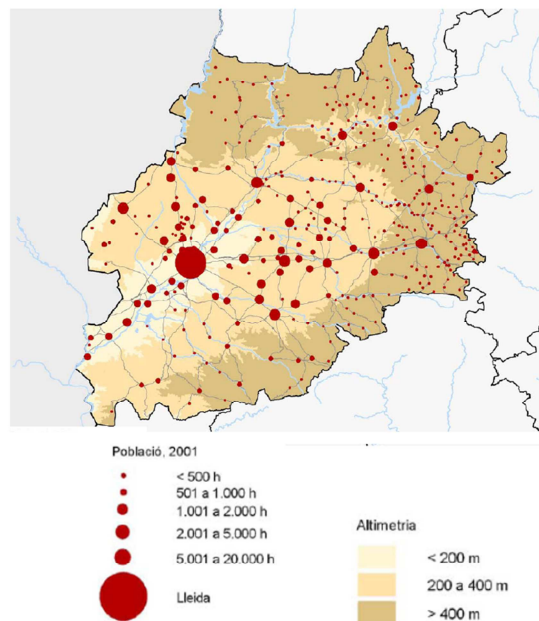 Població, 2001
< 500 h
501 a 1.000 h
1.001 a 2.000 h
2.001 a 5.000 h
5.001 a 20.000 h
Lleida
Altimetria
< 200 m
200 a 400 m
> 400 m